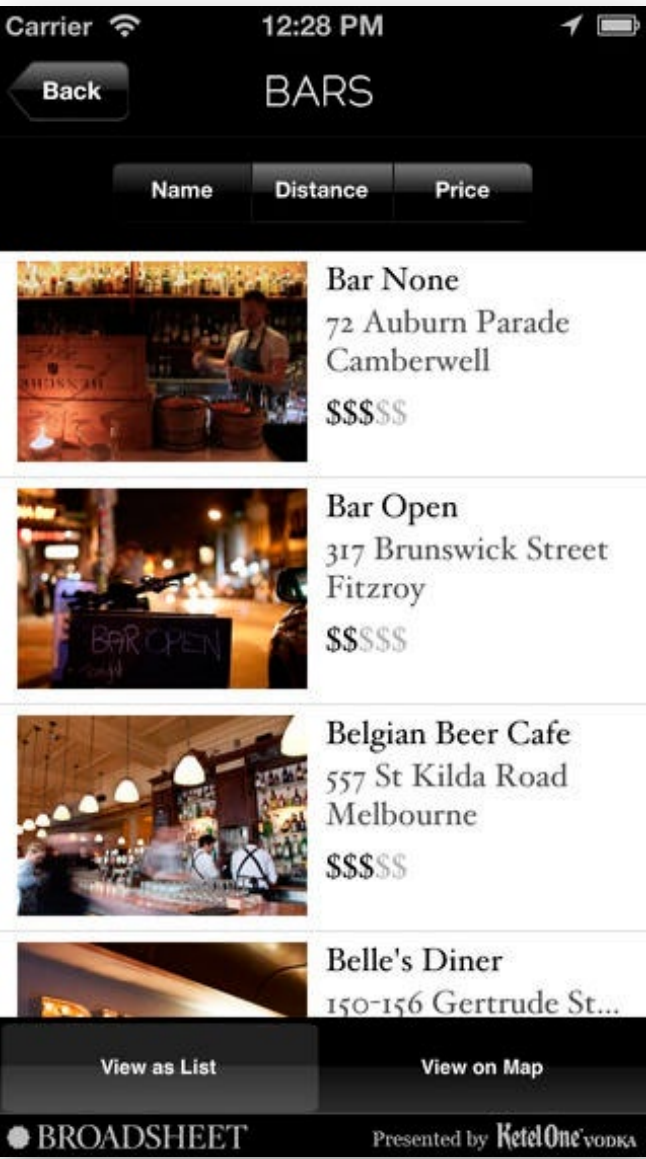 Carrier 12:28 PM
Back BARS
Name Distance Price
Bar None
72 Auburn Parade
Camberwell
$$$$$
BAR OPEN
Bar Open
317 Brunswick Street
Fitzroy
$$$$$
Belgian Beer Cafe
557 St Kilda Road
Melbourne
$$$$$
Belle's Diner
150-156 Gertrude St...
View as List View on Map
BROADSHEET Presented by Ketel One VODKA